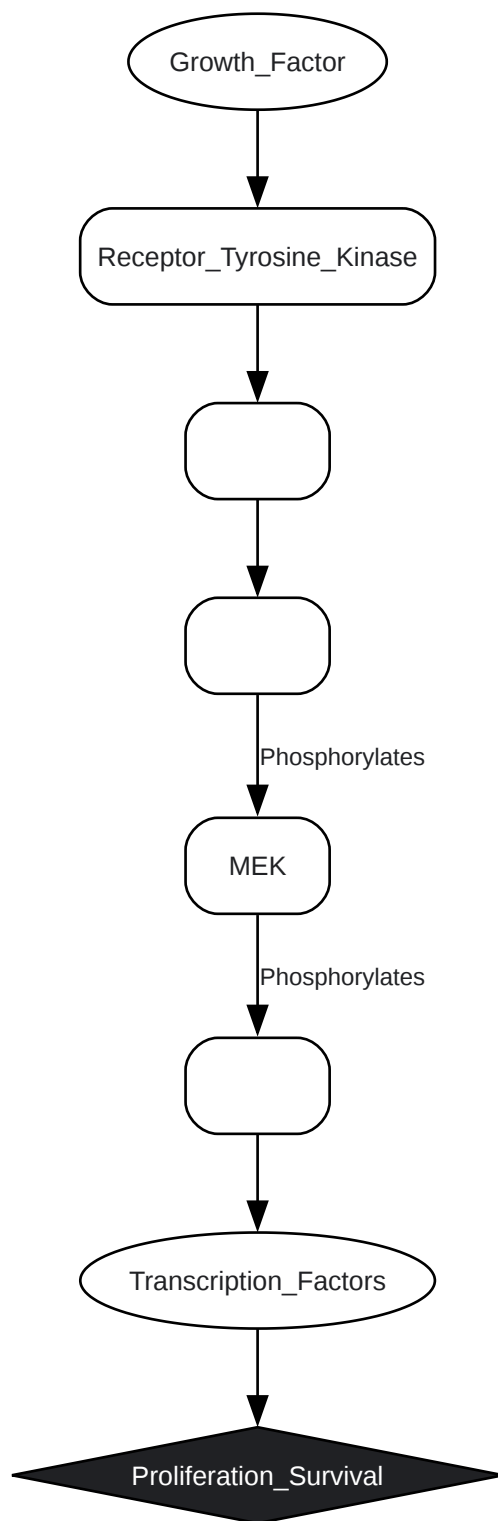 Growth_Factor
Receptor_Tyrosine_Kinase
Phosphorylates
MEK
Phosphorylates
Transcription_Factors
Proliferation_Survival